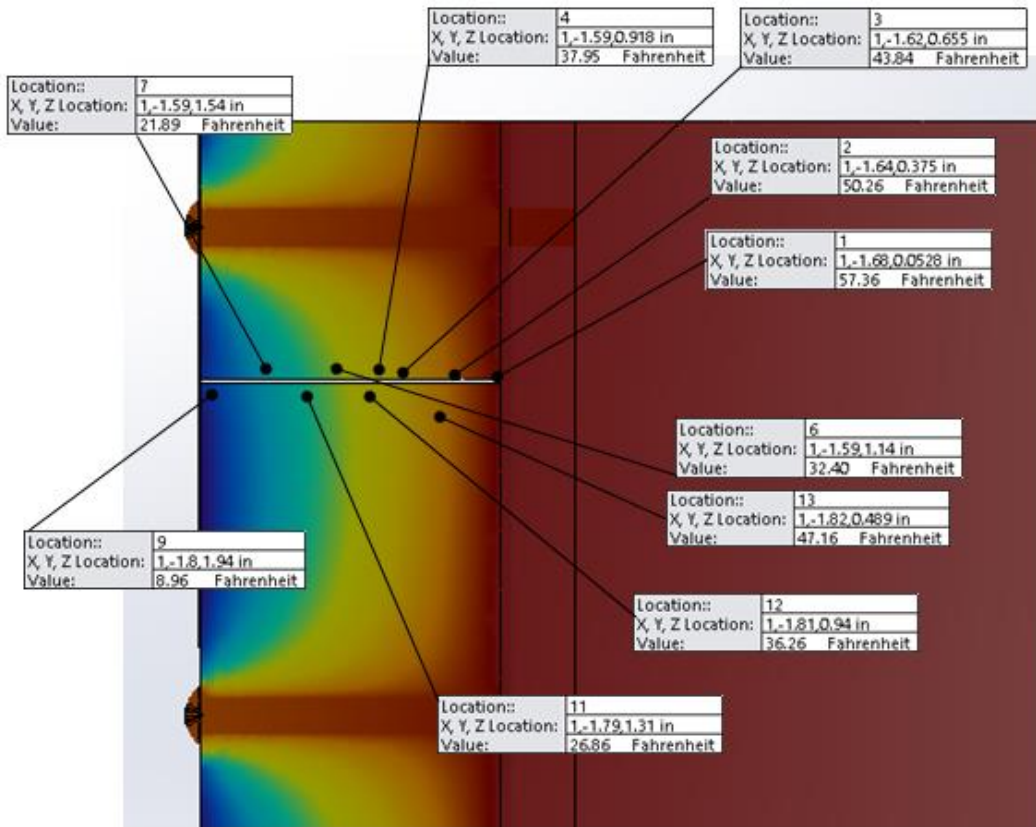 Location:: 4
X, Y, Z Location: 1,-1.59,0.918 in
Value: 37.95 Fahrenheit
Location:: 3
X, Y, Z Location: 1,-1.62,0.655 in
Value: 43.84 Fahrenheit
Location:: 7
X, Y, Z Location: 1,-1.59,1.54 in
Value: 21.89 Fahrenheit
Location:: 2
X, Y, Z Location: 1,-1.64,0.375 in
Value: 50.26 Fahrenheit
Location:: 1
X, Y, Z Location: 1,-1.68,0.0528 in
Value: 57.36 Fahrenheit
Location:: 6
X, Y, Z Location: 1,-1.59,1.14 in
Value: 32.40 Fahrenheit
Location:: 13
X, Y, Z Location: 1,-1.82,0.489 in
Value: 47.16 Fahrenheit
Location:: 9
X, Y, Z Location: 1,-1.8,1.94 in
Value: 8.96 Fahrenheit
Location:: 12
X, Y, Z Location: 1,-1.81,0.94 in
Value: 36.26 Fahrenheit
Location:: 11
X, Y, Z Location: 1,-1.79,1.31 in
Value: 26.86 Fahrenheit